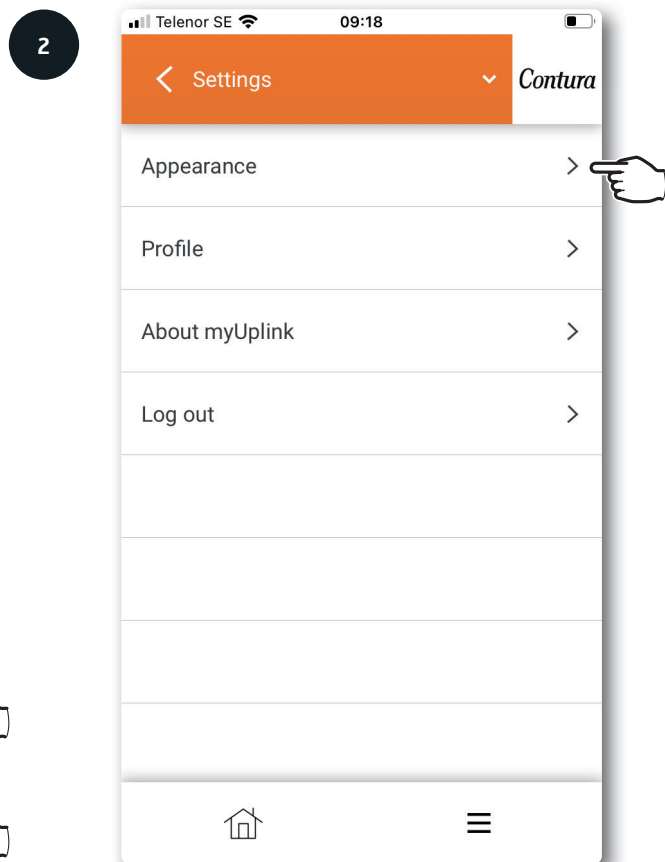 2
Telenor SE 09:18
Settings
Contura
Appearance
Profile
About myUplink
Log out